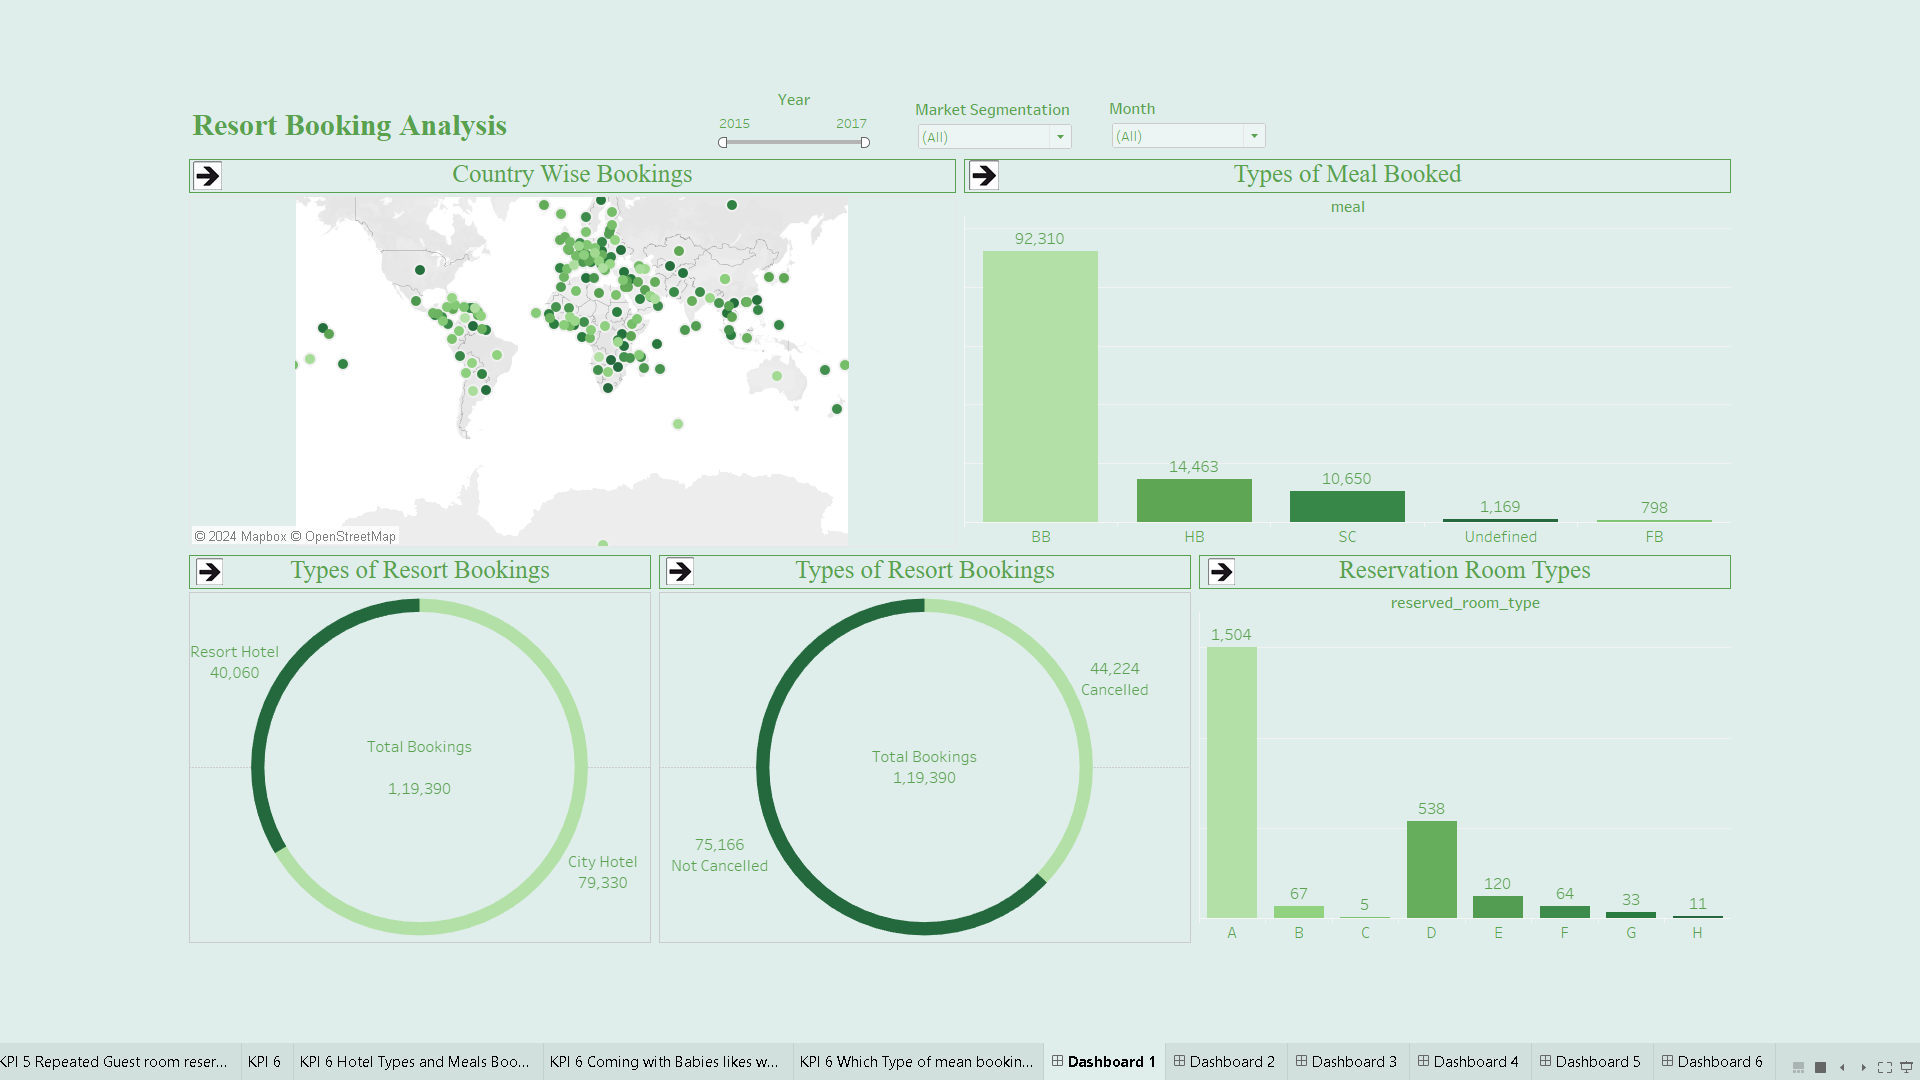 Resort Booking Analysis
Year
2015 2017
Market Segmentation
(All)
Month
(All)
Country Wise Bookings
© 2024 Mapbox © OpenStreetMap
Types of Meal Booked
meal
92,310
14,463
10,650
1,169
798
BB HB SC Undefined FB
Types of Resort Bookings
Resort Hotel
40,060
Total Bookings
1,19,390
City Hotel
79,330
Types of Resort Bookings
44,224
Cancelled
Total Bookings
1,19,390
75,166
Not Cancelled
Reservation Room Types
reserved_room_type
1,504
67
5
538
120
64
33
11
A B C D E F G H
KPI 5 Repeated Guest room reser... KPI 6 KPI 6 Hotel Types and Meals Boo... KPI 6 Coming with Babies likes w... KPI 6 Which Type of mean bookin... Dashboard 1 Dashboard 2 Dashboard 3 Dashboard 4 Dashboard 5 Dashboard 6